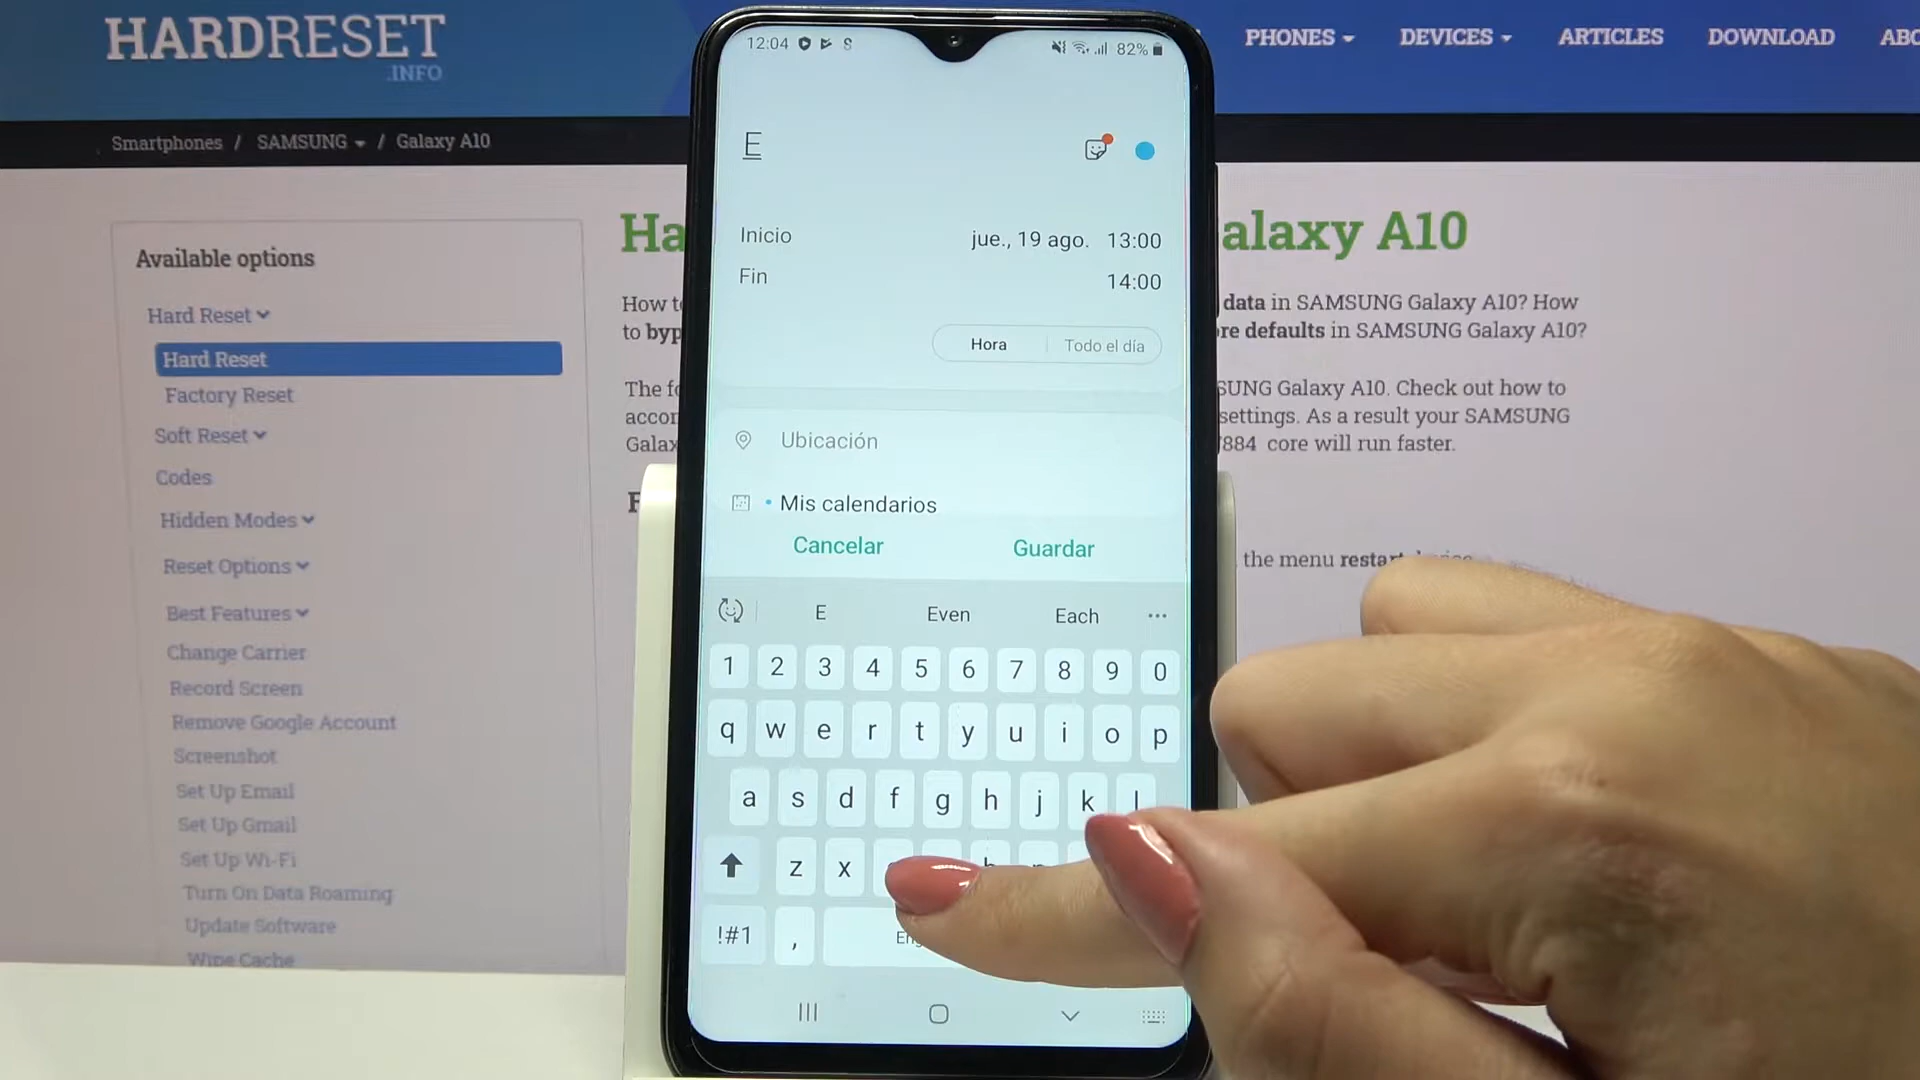 HARDRESET
.INFO
PHONES
DEVICES
ARTICLES
DOWNLOAD
Smartphones / SAMSUNG / Galaxy A10
Available options
Hard Reset
Hard Reset
Factory Reset
Soft Reset
Codes
Hidden Modes
Reset Options
Best Features
Change Carrier
Record Screen
Remove Google Account
Screenshot
Set Up Email
Set Up Gmail
Set Up Wi-Fi
Turn On Data Roaming
Update Software
Wipe Cache
alaxy A10
How
data in SAMSUNG Galaxy A10? How
to
defaults in SAMSUNG Galaxy A10?
The
Galaxy A10. Check out how to
settings. As a result your SAMSUNG
884 core will run faster.
the menu
12:04
82%
E
Inicio jue., 19 ago. 13:00
Fin 14:00
Hora Todo el día
Ubicación
Mis calendarios
Cancelar Guardar
E Even Each ...
1 2 3 4 5 6 7 8 9 0
q w e r t y u i o p
a s d f g h j k l
z x
!#1 ,